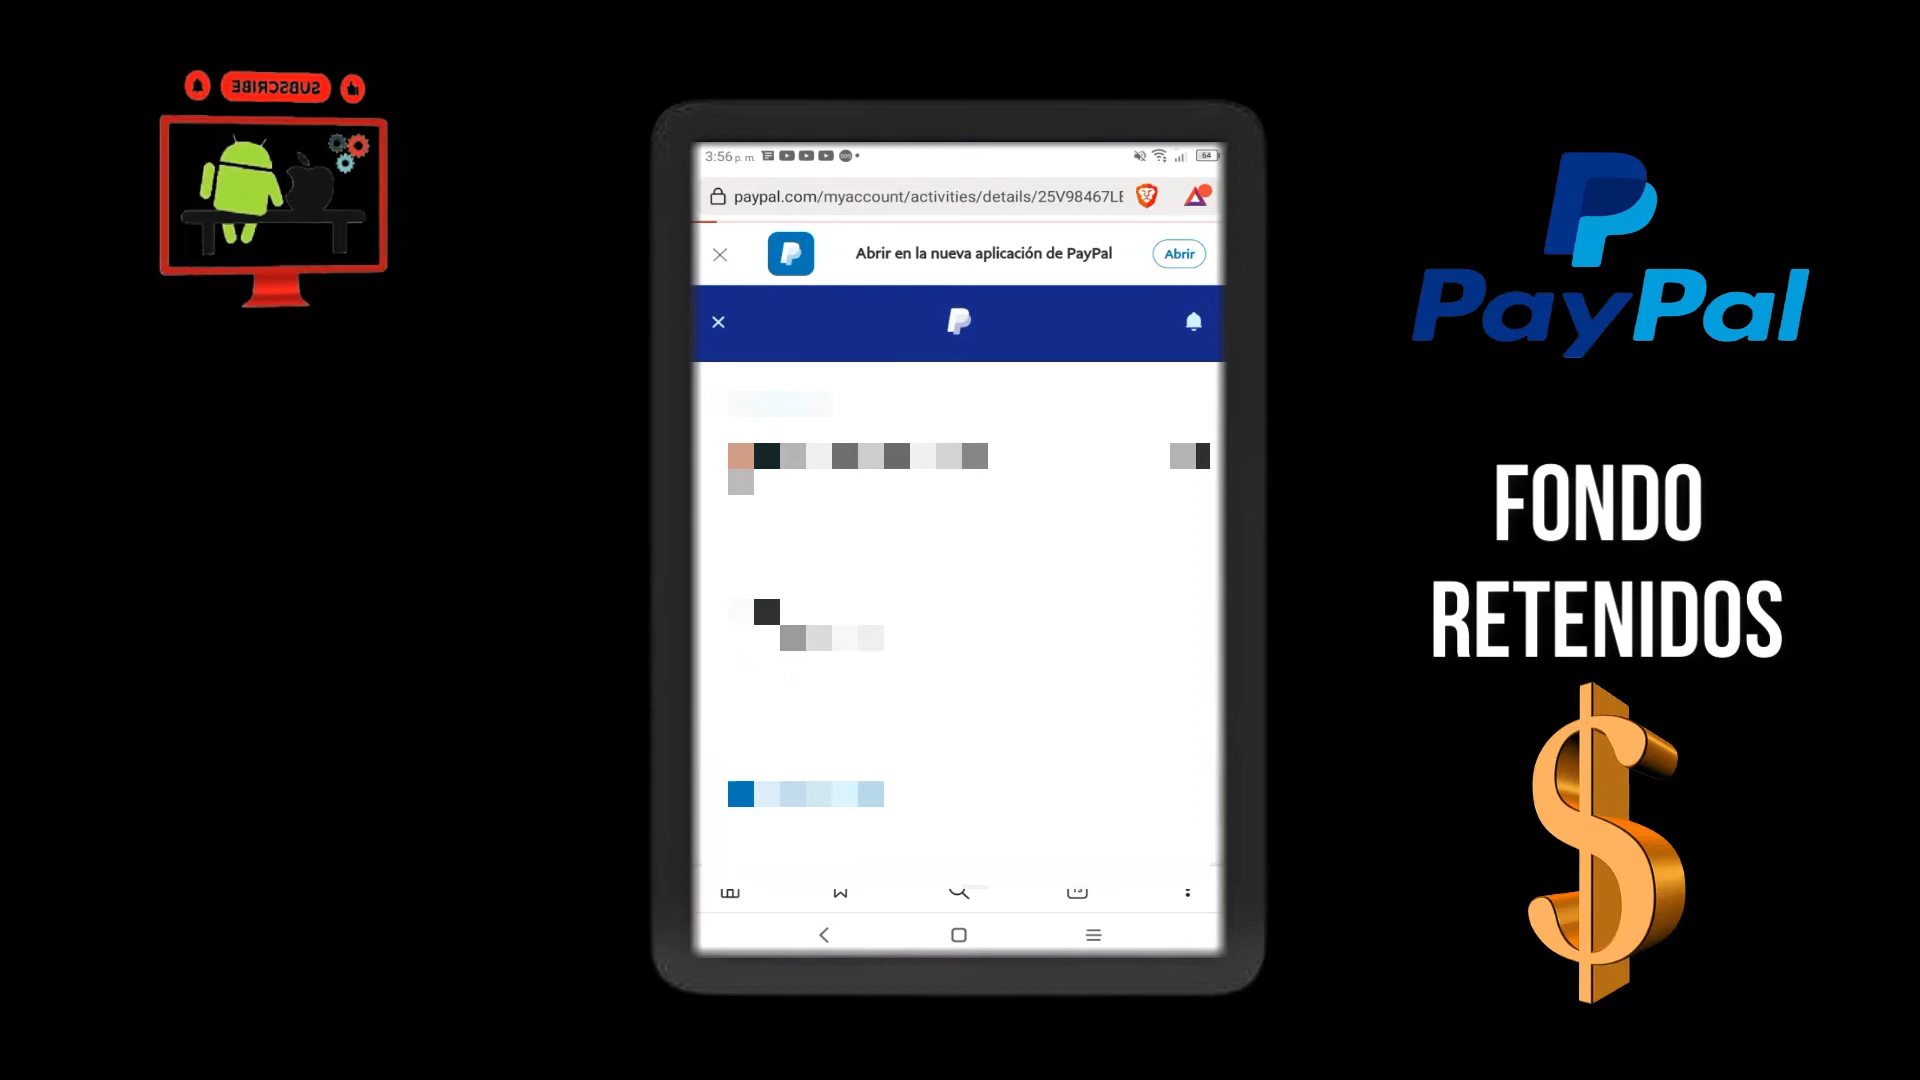 SUBSCRIBE
3:56 p. m.
64
paypal.com/myaccount/activities/details/25V98467LE
Abrir en la nueva aplicación de PayPal
Abrir
PayPal
FONDO
RETENIDOS
$